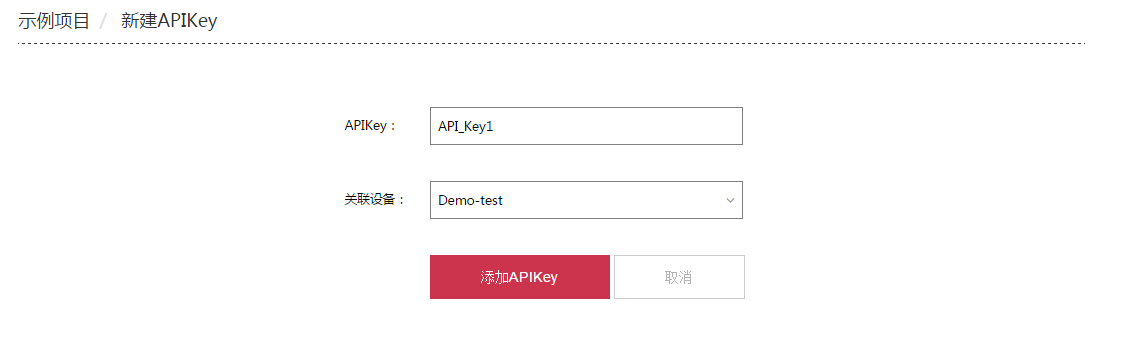 示例项目 / 新建APIKey
APIKey：
API_Key1
关联设备：
Demo-test
添加APIKey
取消